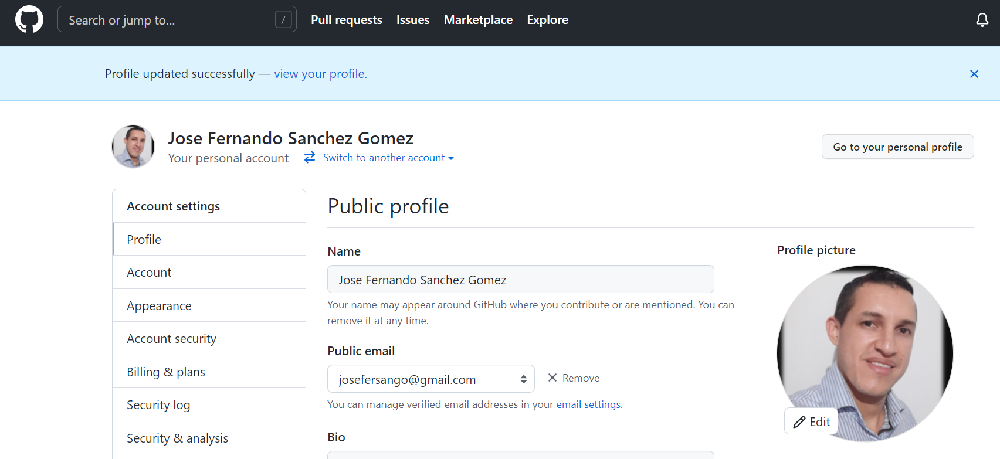 Search or jump to... /
Pull requests
Issues
Marketplace
Explore
Profile updated successfully — view your profile.
Jose Fernando Sanchez Gomez
Your personal account
Switch to another account
Go to your personal profile
Account settings
Profile
Account
Appearance
Account security
Billing & plans
Security log
Security & analysis
Public profile
Name
Jose Fernando Sanchez Gomez
Your name may appear around GitHub where you contribute or are mentioned. You can
remove it at any time.
Public email
josefersango@gmail.com
Remove
You can manage verified email addresses in your email settings.
Bio
Profile picture
Edit